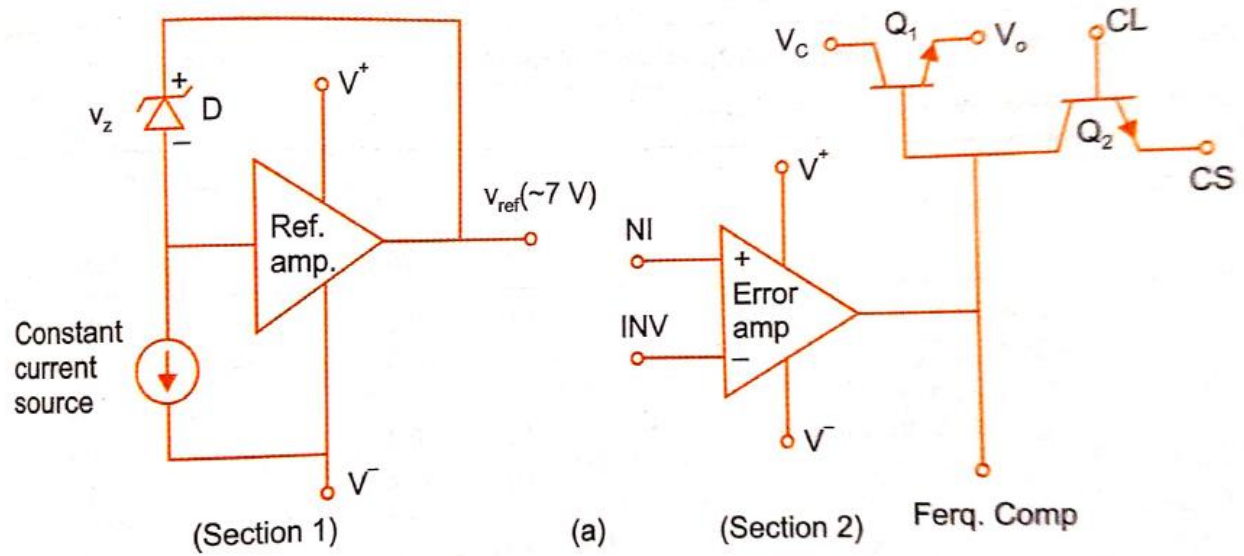 V_C
Q_1
V_o
CL
+
v_z
D
−
V⁺
Q_2
CS
V⁺
Ref.
amp.
v_ref(~7 V)
NI
+
Error
amp
INV
−
Constant
current
source
V⁻
V⁻
(Section 1)
(a)
(Section 2)
Ferq. Comp